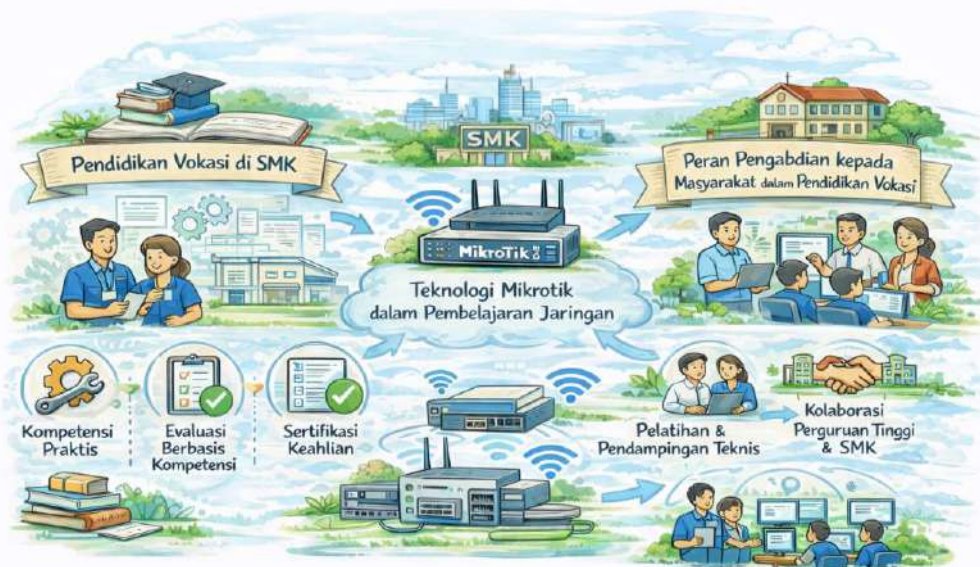 SMK
Pendidikan Vokasi di SMK
Peran Pengabdian kepada
Masyarakat dalam Pendidikan Vokasi
MikroTik
Teknologi Mikrotik
dalam Pembelajaran Jaringan
Kompetensi
Praktis
Evaluasi
Berbasis
Kompetensi
Sertifikasi
Keahlian
Pelatihan &
Pendampingan Teknis
Kolaborasi
Perguruan Tinggi
& SMK